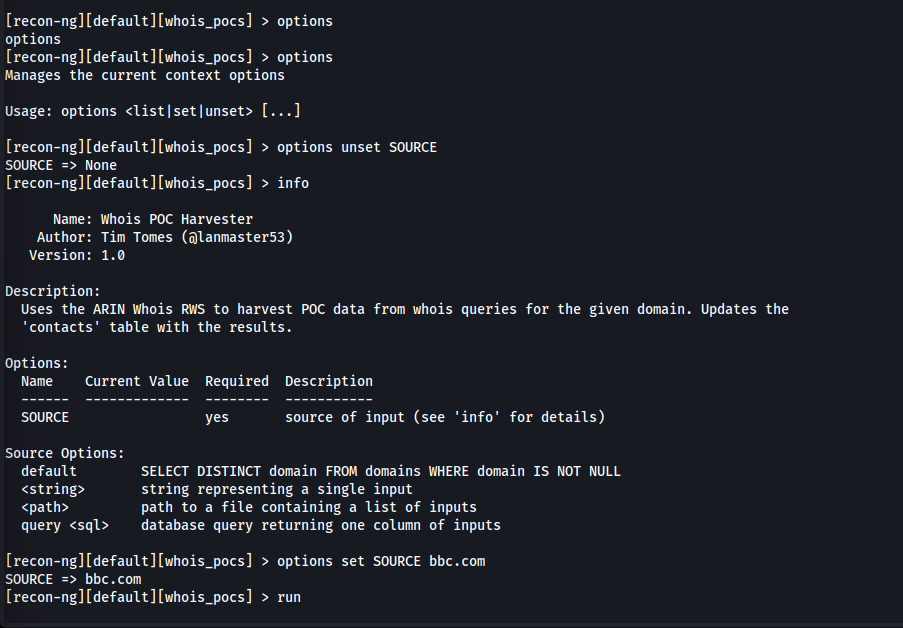 [recon-ng][default][whois_pocs] > options
options
[recon-ng][default][whois_pocs] > options
Manages the current context options
Usage: options <list|set|unset> [...]
[recon-ng][default][whois_pocs] > options unset SOURCE
SOURCE => None
[recon-ng][default][whois_pocs] > info
Name: Whois POC Harvester
Author: Tim Tomes (@lanmaster53)
Version: 1.0
Description:
Uses the ARIN Whois RWS to harvest POC data from whois queries for the given domain. Updates the
'contacts' table with the results.
Options:
Name    Current Value  Required  Description
------  -------------  --------  -----------
SOURCE                 yes       source of input (see 'info' for details)
Source Options:
default        SELECT DISTINCT domain FROM domains WHERE domain IS NOT NULL
<string>       string representing a single input
<path>         path to a file containing a list of inputs
query <sql>    database query returning one column of inputs
[recon-ng][default][whois_pocs] > options set SOURCE bbc.com
SOURCE => bbc.com
[recon-ng][default][whois_pocs] > run